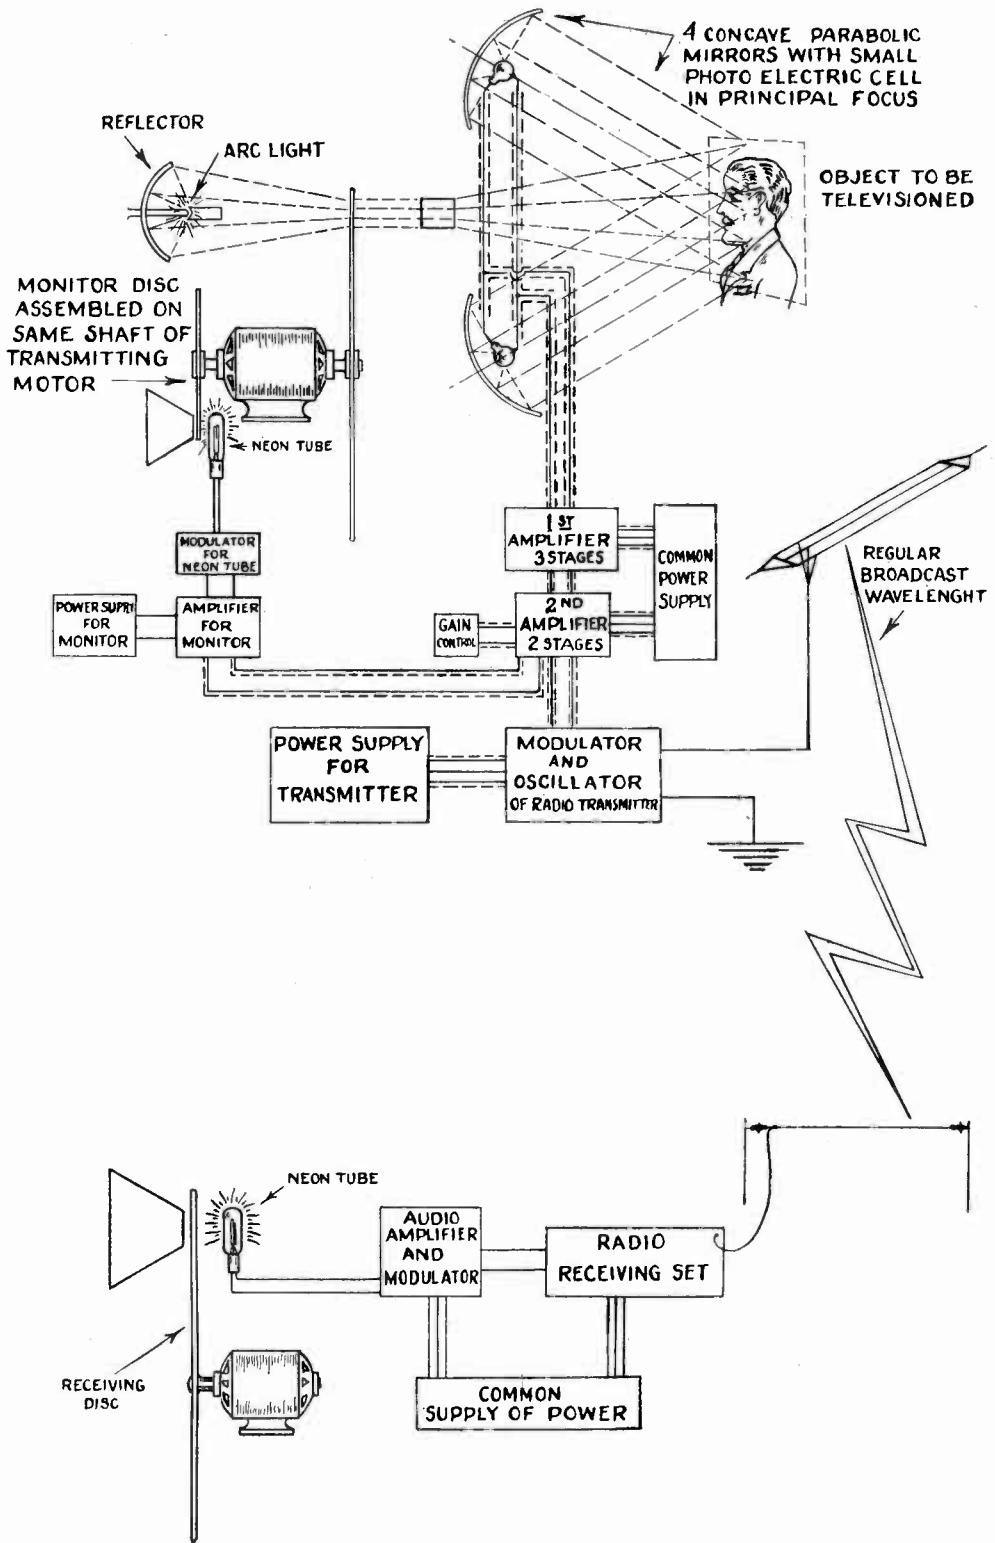 4 CONCAVE PARABOLIC
MIRRORS WITH SMALL
PHOTO ELECTRIC CELL
IN PRINCIPAL FOCUS
REFLECTOR
ARC LIGHT
OBJECT TO BE
TELEVISIONED
MONITOR DISC
ASSEMBLED ON
SAME SHAFT OF
TRANSMITTING
MOTOR
NEON TUBE
1ST
AMPLIFIER
3 STAGES
COMMON
POWER
SUPPLY
REGULAR
BROADCAST
WAVELENGHT
MODULATOR
FOR
NEON TUBE
POWER SUPPLY
FOR
MONITOR
AMPLIFIER
FOR
MONITOR
GAIN
CONTROL
2ND
AMPLIFIER
2 STAGES
POWER SUPPLY
FOR
TRANSMITTER
MODULATOR
AND
OSCILLATOR
OF RADIO TRANSMITTER
NEON TUBE
AUDIO
AMPLIFIER
AND
MODULATOR
RADIO
RECEIVING SET
RECEIVING
DISC
COMMON
SUPPLY OF POWER